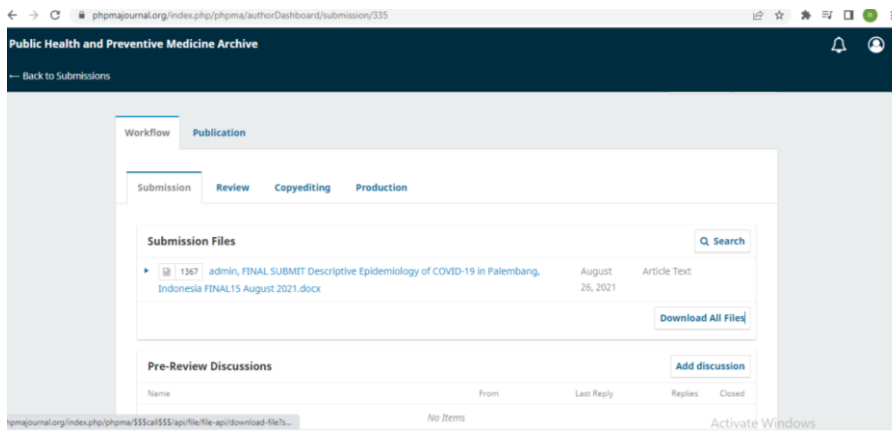 phpmajournal.org/index.php/phpma/authorDashboard/submission/335
Public Health and Preventive Medicine Archive
← Back to Submissions
Workflow
Publication
Submission
Review
Copyediting
Production
Submission Files
Search
1367 admin, FINAL SUBMIT Descriptive Epidemiology of COVID-19 in Palembang,
Indonesia FINAL15 August 2021.docx
August
26, 2021
Article Text
Download All Files
Pre-Review Discussions
Add discussion
Name
From
Last Reply
Replies
Closed
No Items
hpmajournal.org/index.php/phpma/$$$call$$$/api/file/file-api/download-file?s...
Activate Windows